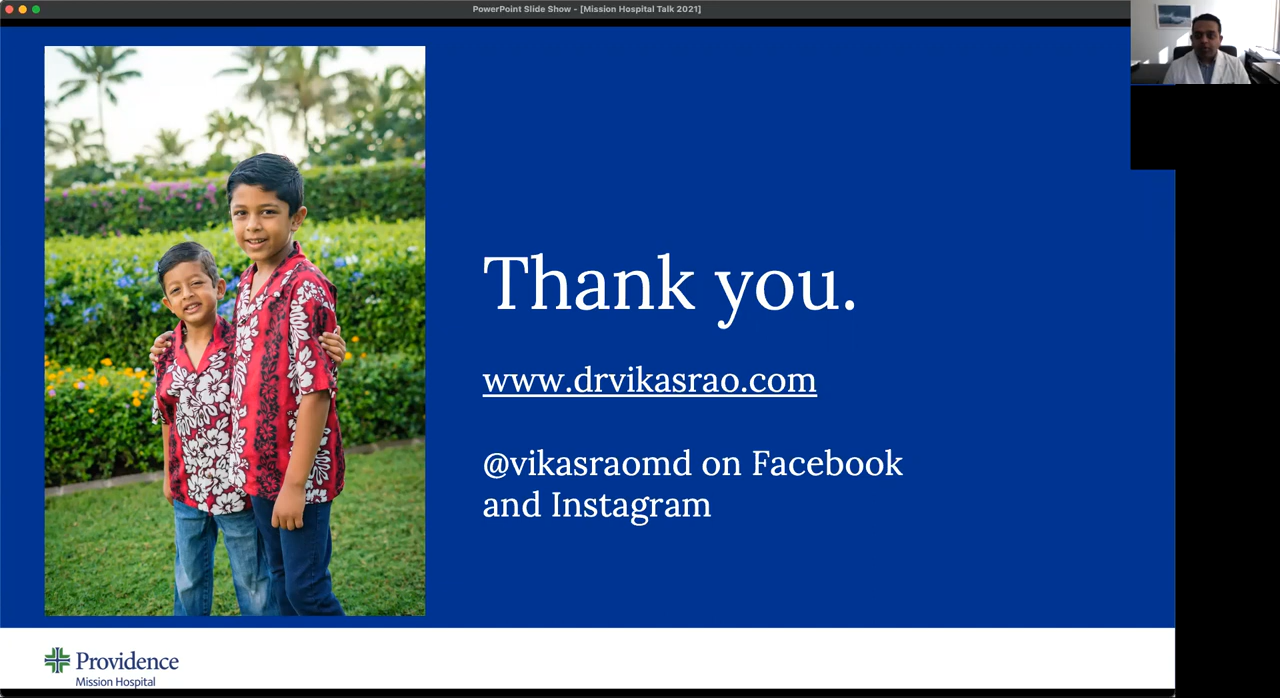 PowerPoint Slide Show - [Mission Hospital Talk 2021]
Thank you.
www.drvikasrao.com
@vikasraomd on Facebook
and Instagram
Providence
Mission Hospital